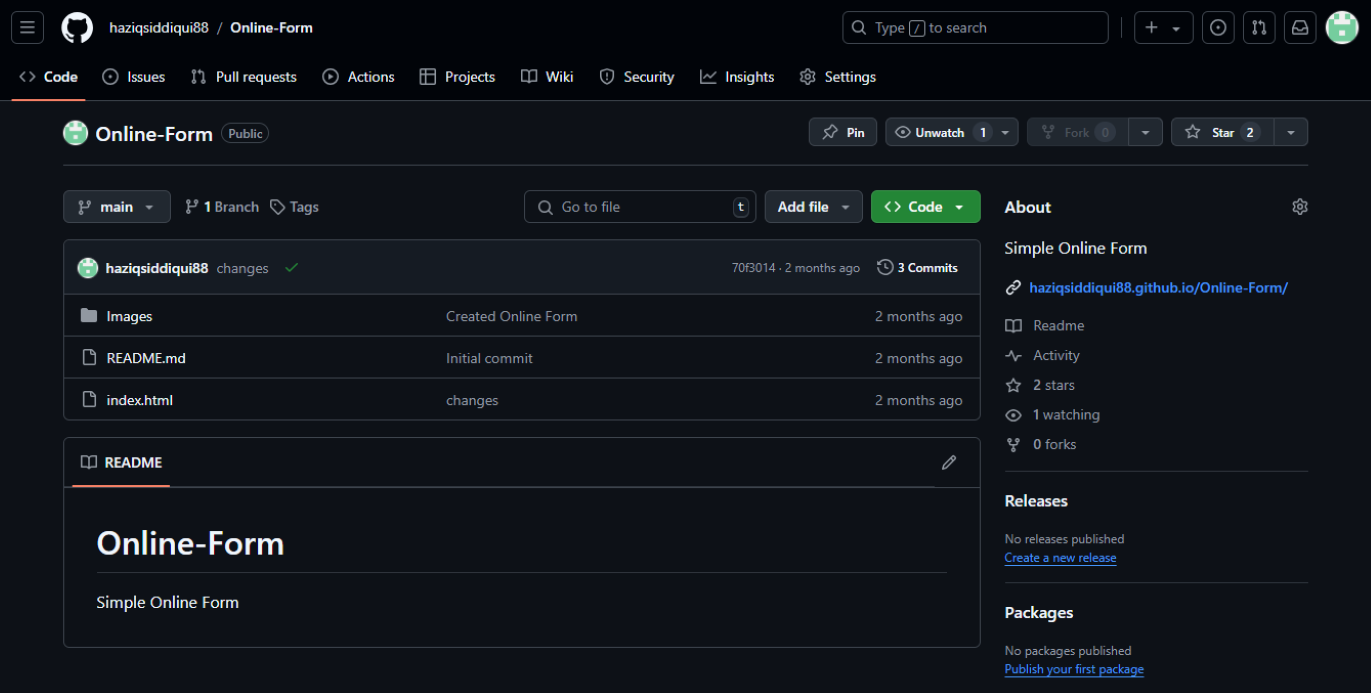 haziqsiddiqui88 / Online-Form Type / to search
Code Issues Pull requests Actions Projects Wiki Security Insights Settings
Online-Form Public Pin Unwatch 1 Fork 0 Star 2
main 1 Branch Tags Go to file t Add file Code
haziqsiddiqui88 changes 70f3014 · 2 months ago 3 Commits
Images Created Online Form 2 months ago
README.md Initial commit 2 months ago
index.html changes 2 months ago
README
Online-Form
Simple Online Form
About
Simple Online Form
haziqsiddiqui88.github.io/Online-Form/
Readme
Activity
2 stars
1 watching
0 forks
Releases
No releases published
Create a new release
Packages
No packages published
Publish your first package